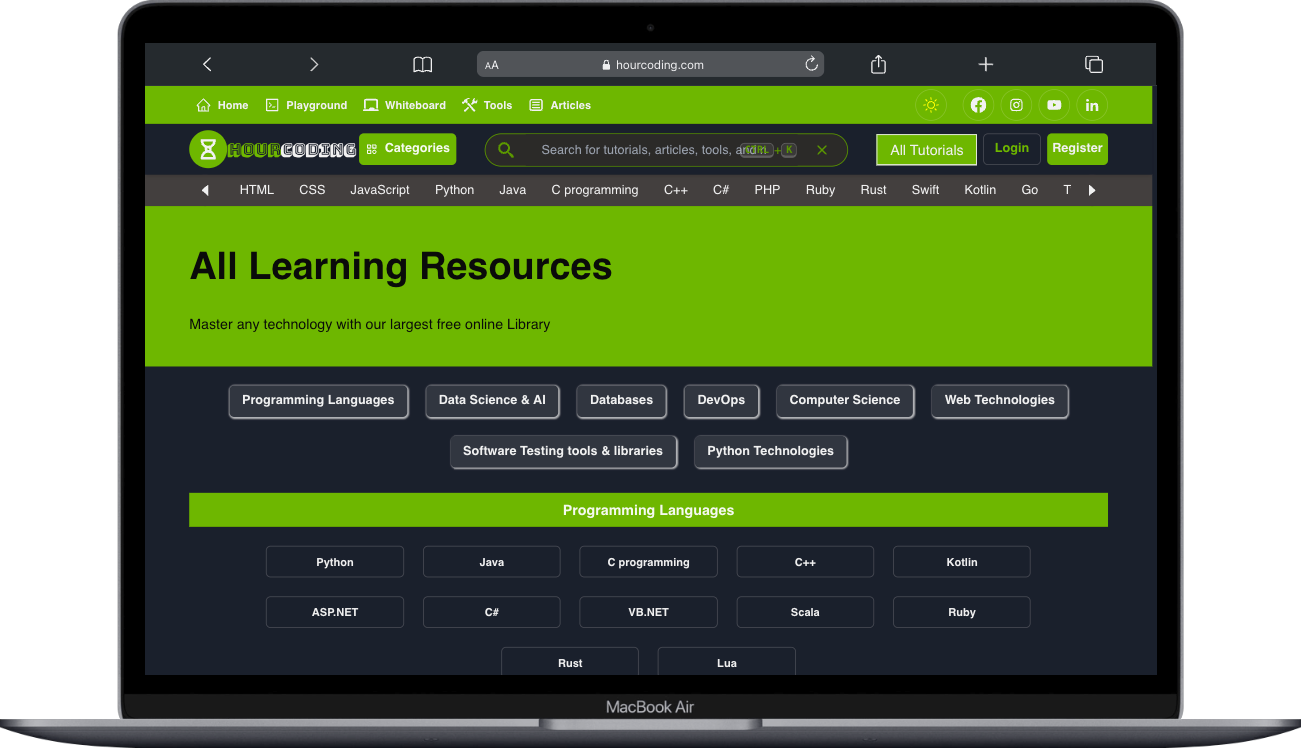 AA hourcoding.com
Home Playground Whiteboard Tools Articles
HOURCODING Categories Search for tutorials, articles, tools, and n. CTRL + K All Tutorials Login Register
HTML CSS JavaScript Python Java C programming C++ C# PHP Ruby Rust Swift Kotlin Go T
All Learning Resources
Master any technology with our largest free online Library
Programming Languages Data Science & AI Databases DevOps Computer Science Web Technologies
Software Testing tools & libraries Python Technologies
Programming Languages
Python Java C programming C++ Kotlin
ASP.NET C# VB.NET Scala Ruby
Rust Lua
MacBook Air